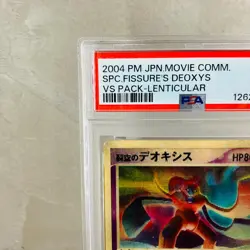 2004 PM JPN.MOVIE COMM.
SPC.FISSURE'S DEOXYS
VS PACK-LENTICULAR
PSA
1262
裂空のデオキシス HP8